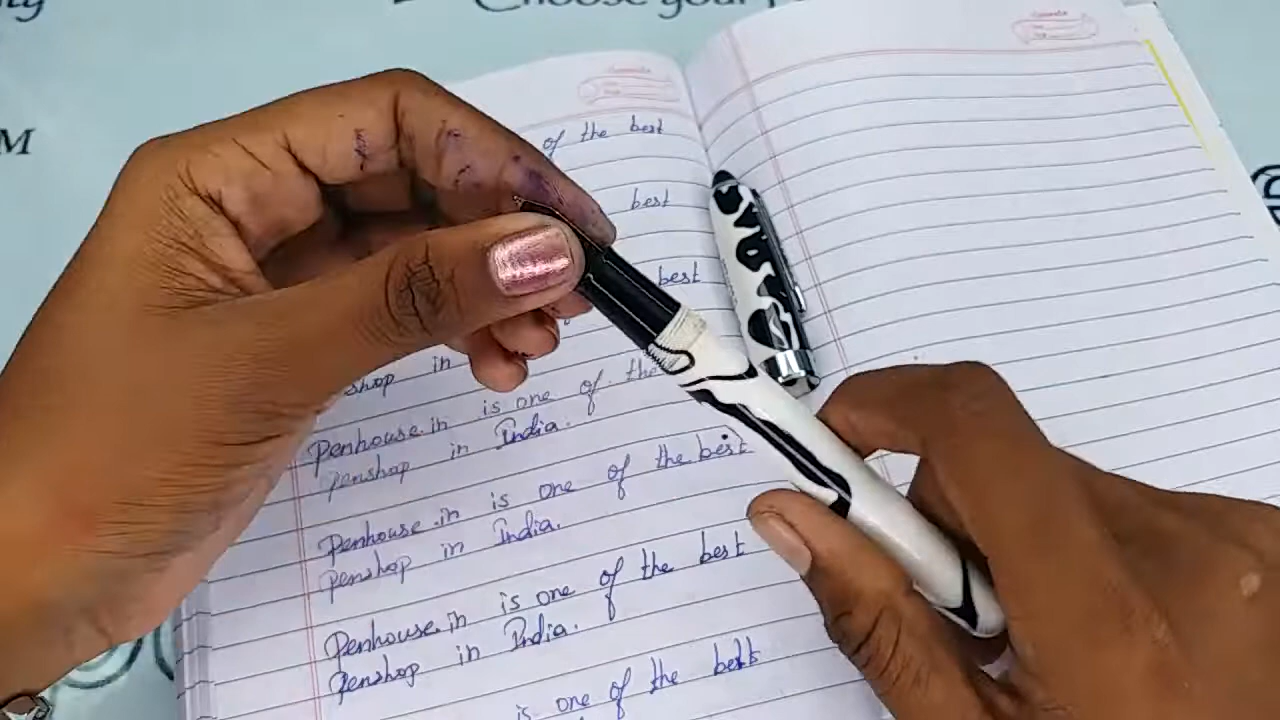 Choose your
M
of the best
best
best
shop in
Penhouse.in is one of the
penshop in India.
Penhouse.in is one of the best
penshop in India.
Penhouse.in is one of the best
penshop in India.
is one of the best